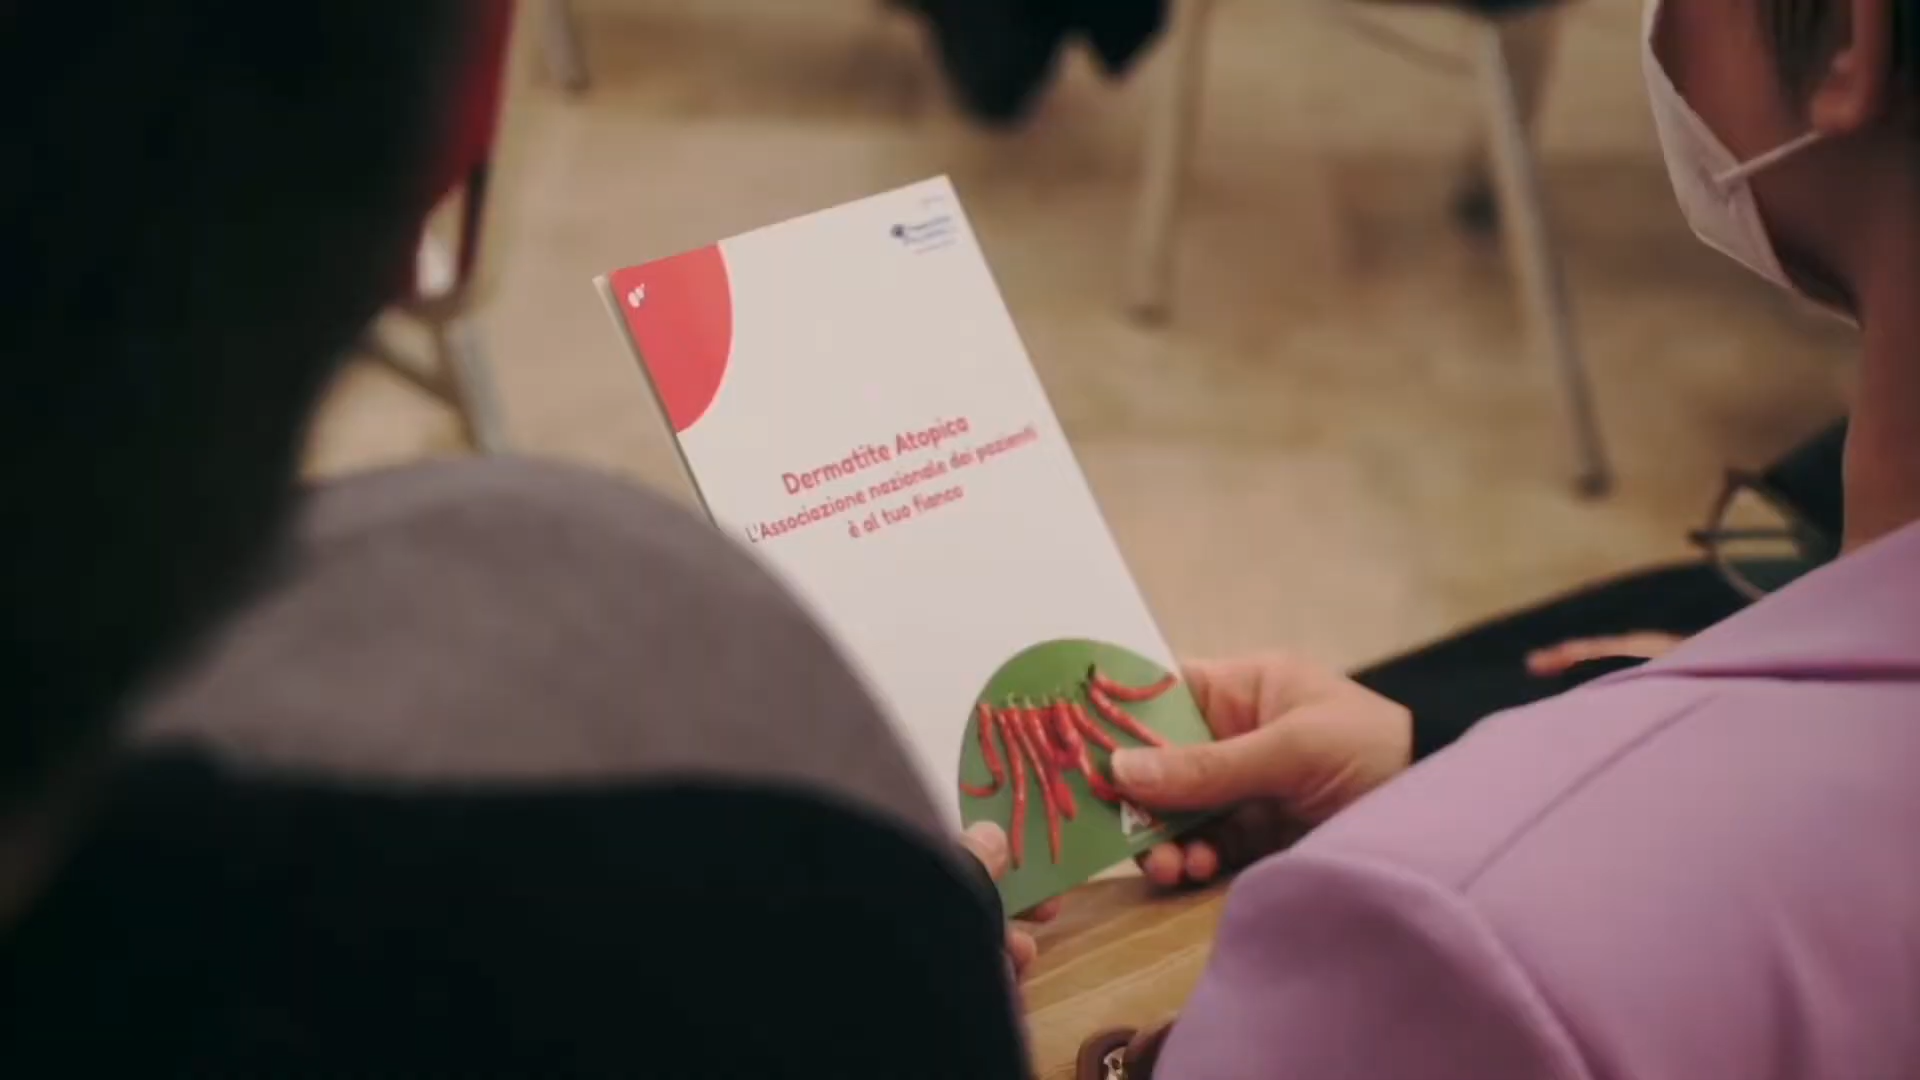 Dermatite Atopica
L'Associazione nazionale dei pazienti
è al tuo fianco